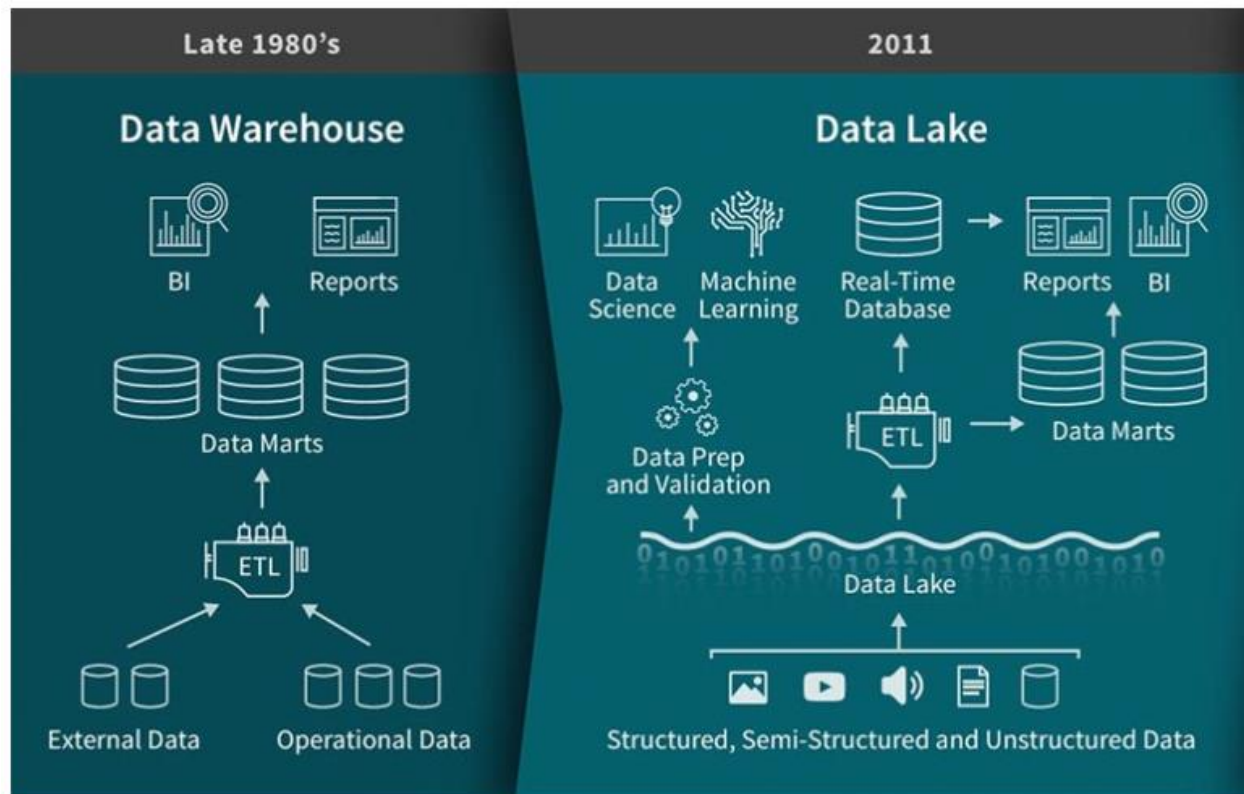 Late 1980's
Data Warehouse
BI
Reports
Data Marts
ETL
External Data
Operational Data
2011
Data Lake
Data
Science
Machine
Learning
Real-Time
Database
Reports
BI
Data Prep
and Validation
ETL
Data Marts
Data Lake
Structured, Semi-Structured and Unstructured Data